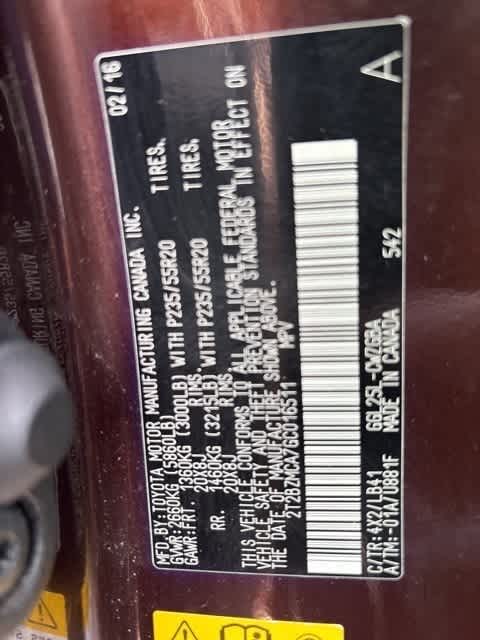 MFD. BY:TOYOTA MOTOR
MANUFACTURING CANADA INC.
02/16
GVWR:2660KG (5860LB)
GAWR:FRT. 1360KG (3000LB) WITH P235/55R20 TIRES.
20X8J RIMS
RR. 1460KG (3215LB) WITH P235/55R20 TIRES.
20X8J RIMS
THIS VEHICLE CONFORMS TO ALL APPLICABLE FEDERAL MOTOR
VEHICLE SAFETY AND THEFT PREVENTION STANDARDS IN EFFECT ON
THE DATE OF MANUFACTURE SHOWN ABOVE.
2T2BZMCA7GC016511 MPV
C/TR:4X2/LB41 GGL25L-CWZGBA 542
A/TM:-01A/U881F MADE IN CANADA
A